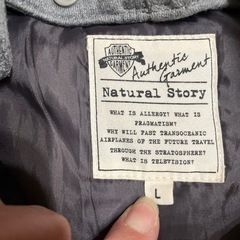 AUTHENTIC
NATURAL STORY
GARMENT
Authentic
Garment
Natural Story
WHAT IS ALLERGY? WHAT IS
PRAGMATISM?
WHY WILL FAST TRANSOCEANIC
AIRPLANES OF THE FUTURE TRAVEL
THROUGH THE STRATOSPHERE?
WHAT IS TELEVISION?
L